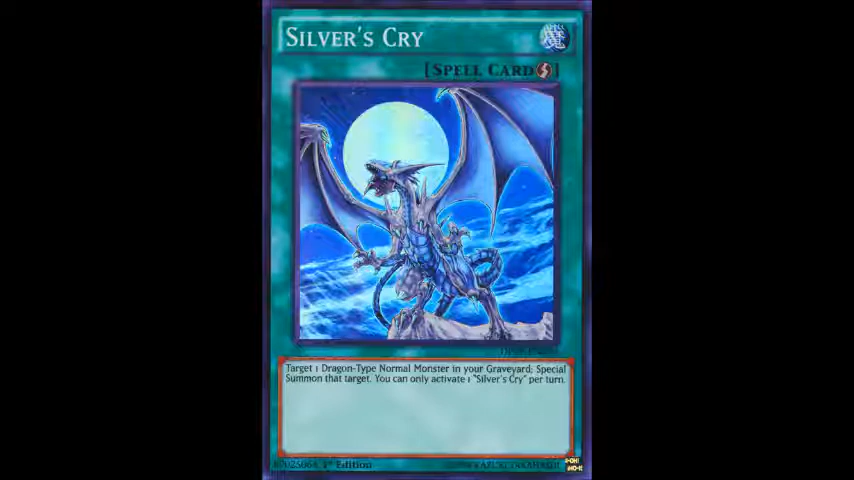 SILVER'S CRY
[SPELL CARD]
Target 1 Dragon-Type Normal Monster in your Graveyard; Special
Summon that target. You can only activate 1 "Silver's Cry" per turn.
1st Edition